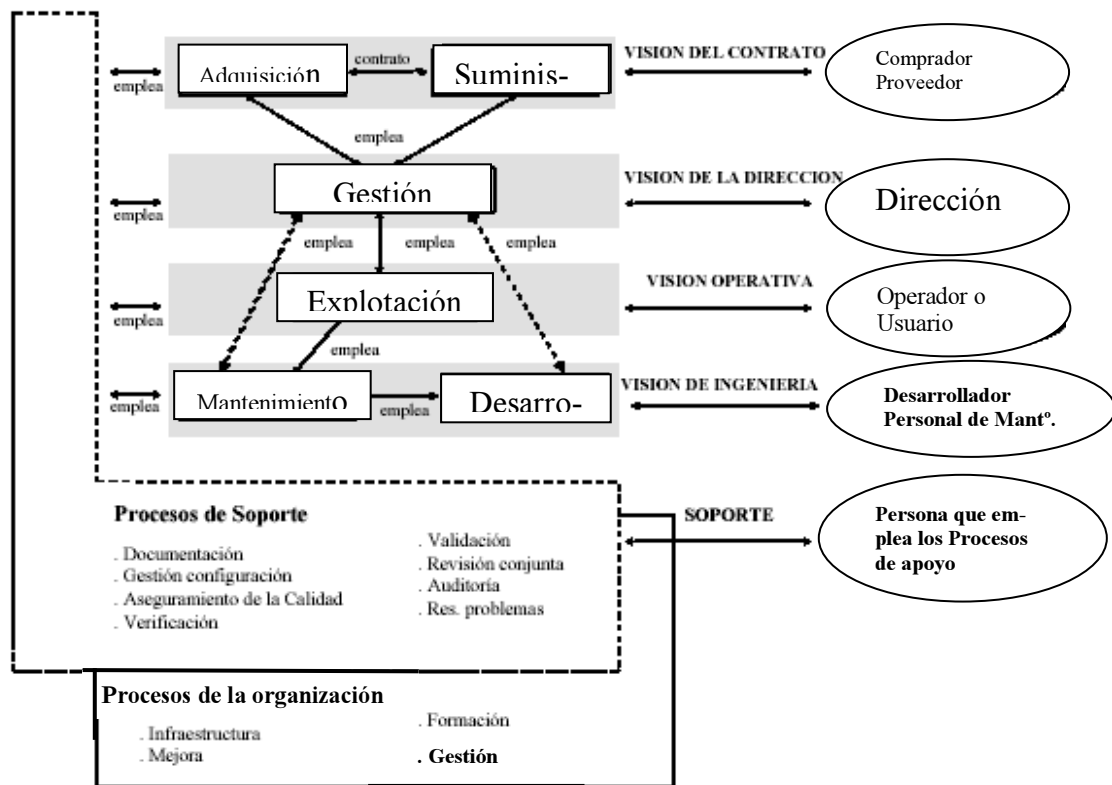 Adquisición
contrato
Suminis-
VISION DEL CONTRATO
Comprador
Proveedor
emplea
emplea
Gestión
VISION DE LA DIRECCION
Dirección
emplea
emplea
emplea
emplea
Explotación
VISION OPERATIVA
Operador o
Usuario
emplea
emplea
Mantenimiento
emplea
Desarro-
VISION DE INGENIERIA
Desarrollador
Personal de Mantº.
emplea
Procesos de Soporte
. Documentación
. Gestión configuración
. Aseguramiento de la Calidad
. Verificación
. Validación
. Revisión conjunta
. Auditoría
. Res. problemas
SOPORTE
Persona que em-
plea los Procesos
de apoyo
Procesos de la organización
. Infraestructura
. Mejora
. Formación
. Gestión